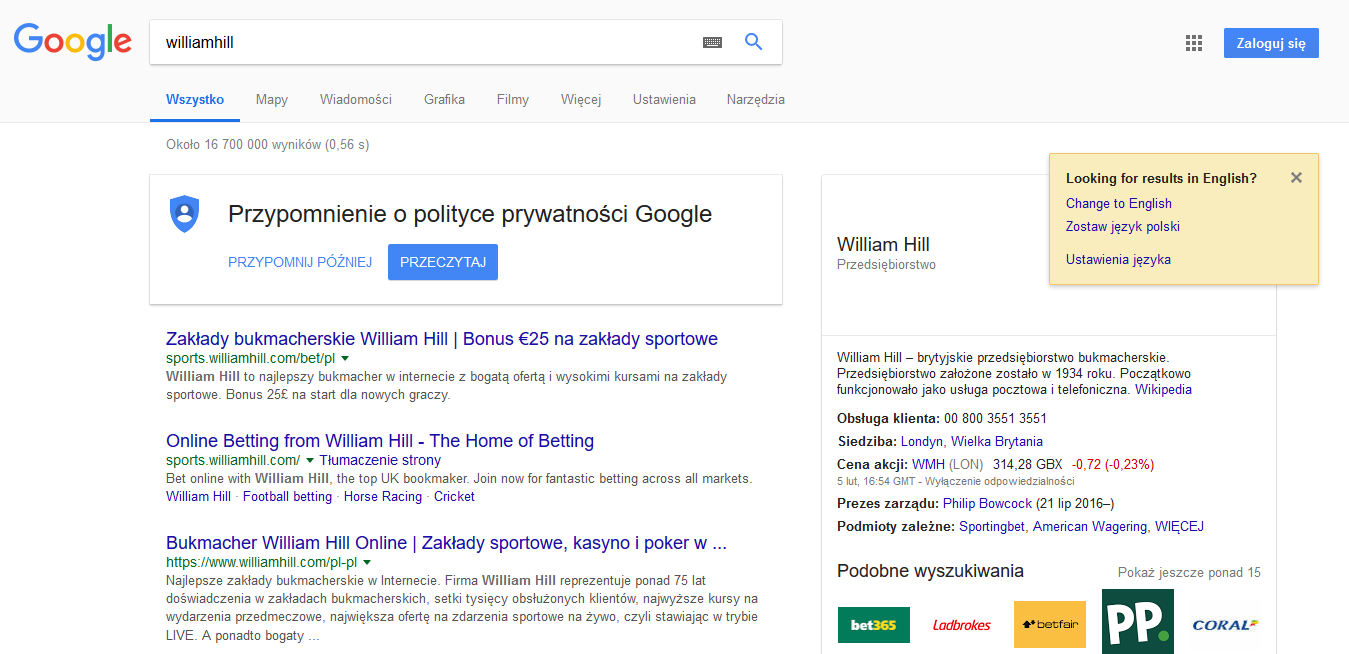 Google
williamhill
Zaloguj się
Wszystko Mapy Wiadomości Grafika Filmy Więcej Ustawienia Narzędzia
Około 16 700 000 wyników (0,56 s)
Przypomnienie o polityce prywatności Google
PRZYPOMNIJ PÓŹNIEJ PRZECZYTAJ
Zakłady bukmacherskie William Hill | Bonus €25 na zakłady sportowe
sports.williamhill.com/bet/pl
William Hill to najlepszy bukmacher w internecie z bogatą ofertą i wysokimi kursami na zakłady
sportowe. Bonus 25£ na start dla nowych graczy.
Online Betting from William Hill - The Home of Betting
sports.williamhill.com/ Tłumaczenie strony
Bet online with William Hill, the top UK bookmaker. Join now for fantastic betting across all markets.
William Hill · Football betting · Horse Racing · Cricket
Bukmacher William Hill Online | Zakłady sportowe, kasyno i poker w ...
https://www.williamhill.com/pl-pl
Najlepsze zakłady bukmacherskie w Internecie. Firma William Hill reprezentuje ponad 75 lat
doświadczenia w zakładach bukmacherskich, setki tysięcy obsłużonych klientów, najwyższe kursy na
wydarzenia przedmeczowe, największa ofertę na zdarzenia sportowe na żywo, czyli stawiając w trybie
LIVE. A ponadto bogaty ...
Looking for results in English?
Change to English
Zostaw język polski
Ustawienia języka
William Hill
Przedsiębiorstwo
William Hill – brytyjskie przedsiębiorstwo bukmacherskie.
Przedsiębiorstwo założone zostało w 1934 roku. Początkowo
funkcjonowało jako usługa pocztowa i telefoniczna. Wikipedia
Obsługa klienta: 00 800 3551 3551
Siedziba: Londyn, Wielka Brytania
Cena akcji: WMH (LON) 314,28 GBX -0,72 (-0,23%)
5 lut, 16:54 GMT - Wyłączenie odpowiedzialności
Prezes zarządu: Philip Bowcock (21 lip 2016–)
Podmioty zależne: Sportingbet, American Wagering, WIĘCEJ
Podobne wyszukiwania Pokaż jeszcze ponad 15
bet365 Ladbrokes betfair PP. CORAL